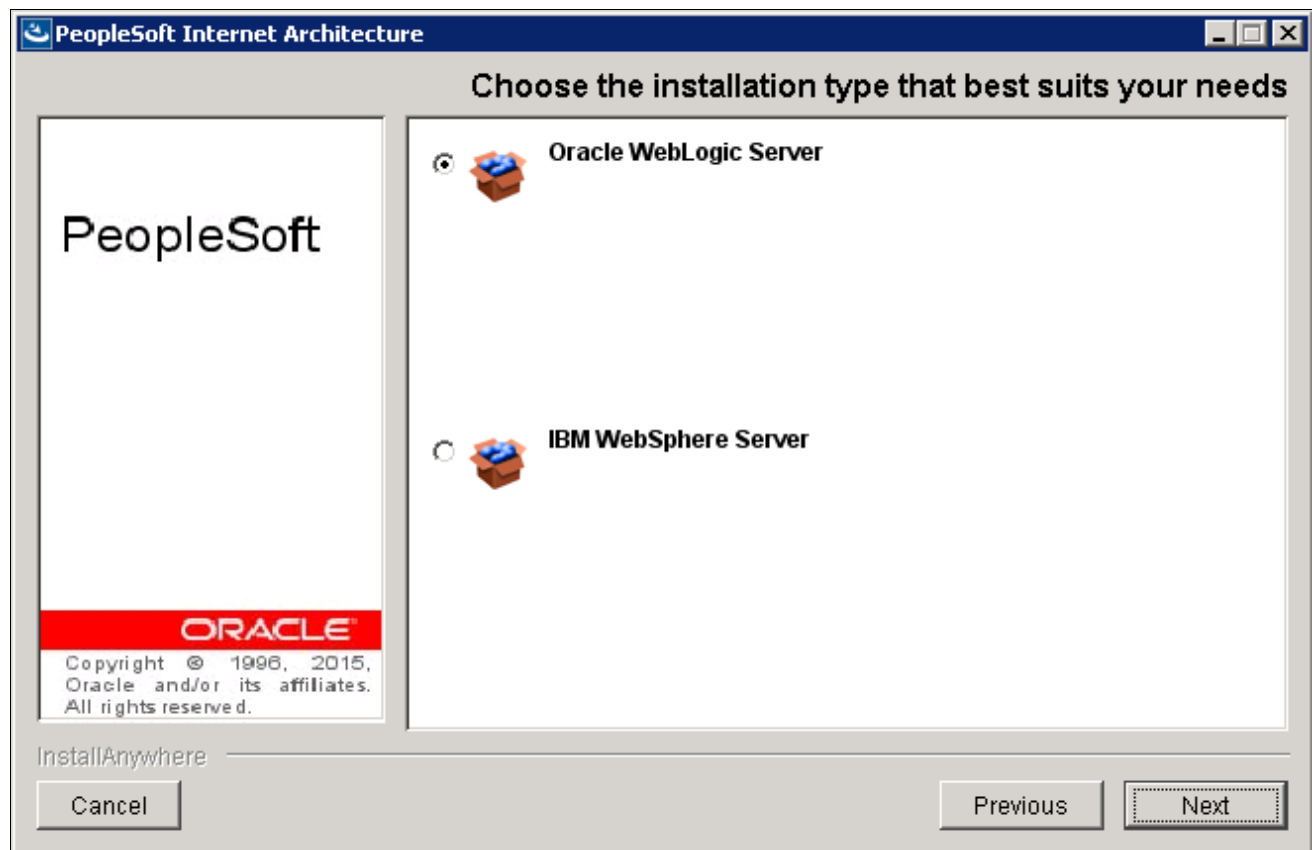 PeopleSoft Internet Architecture
Choose the installation type that best suits your needs
PeopleSoft
Oracle WebLogic Server
IBM WebSphere Server
ORACLE
Copyright © 1996, 2015,
Oracle and/or its affiliates.
All rights reserved.
InstallAnywhere
Cancel
Previous
Next